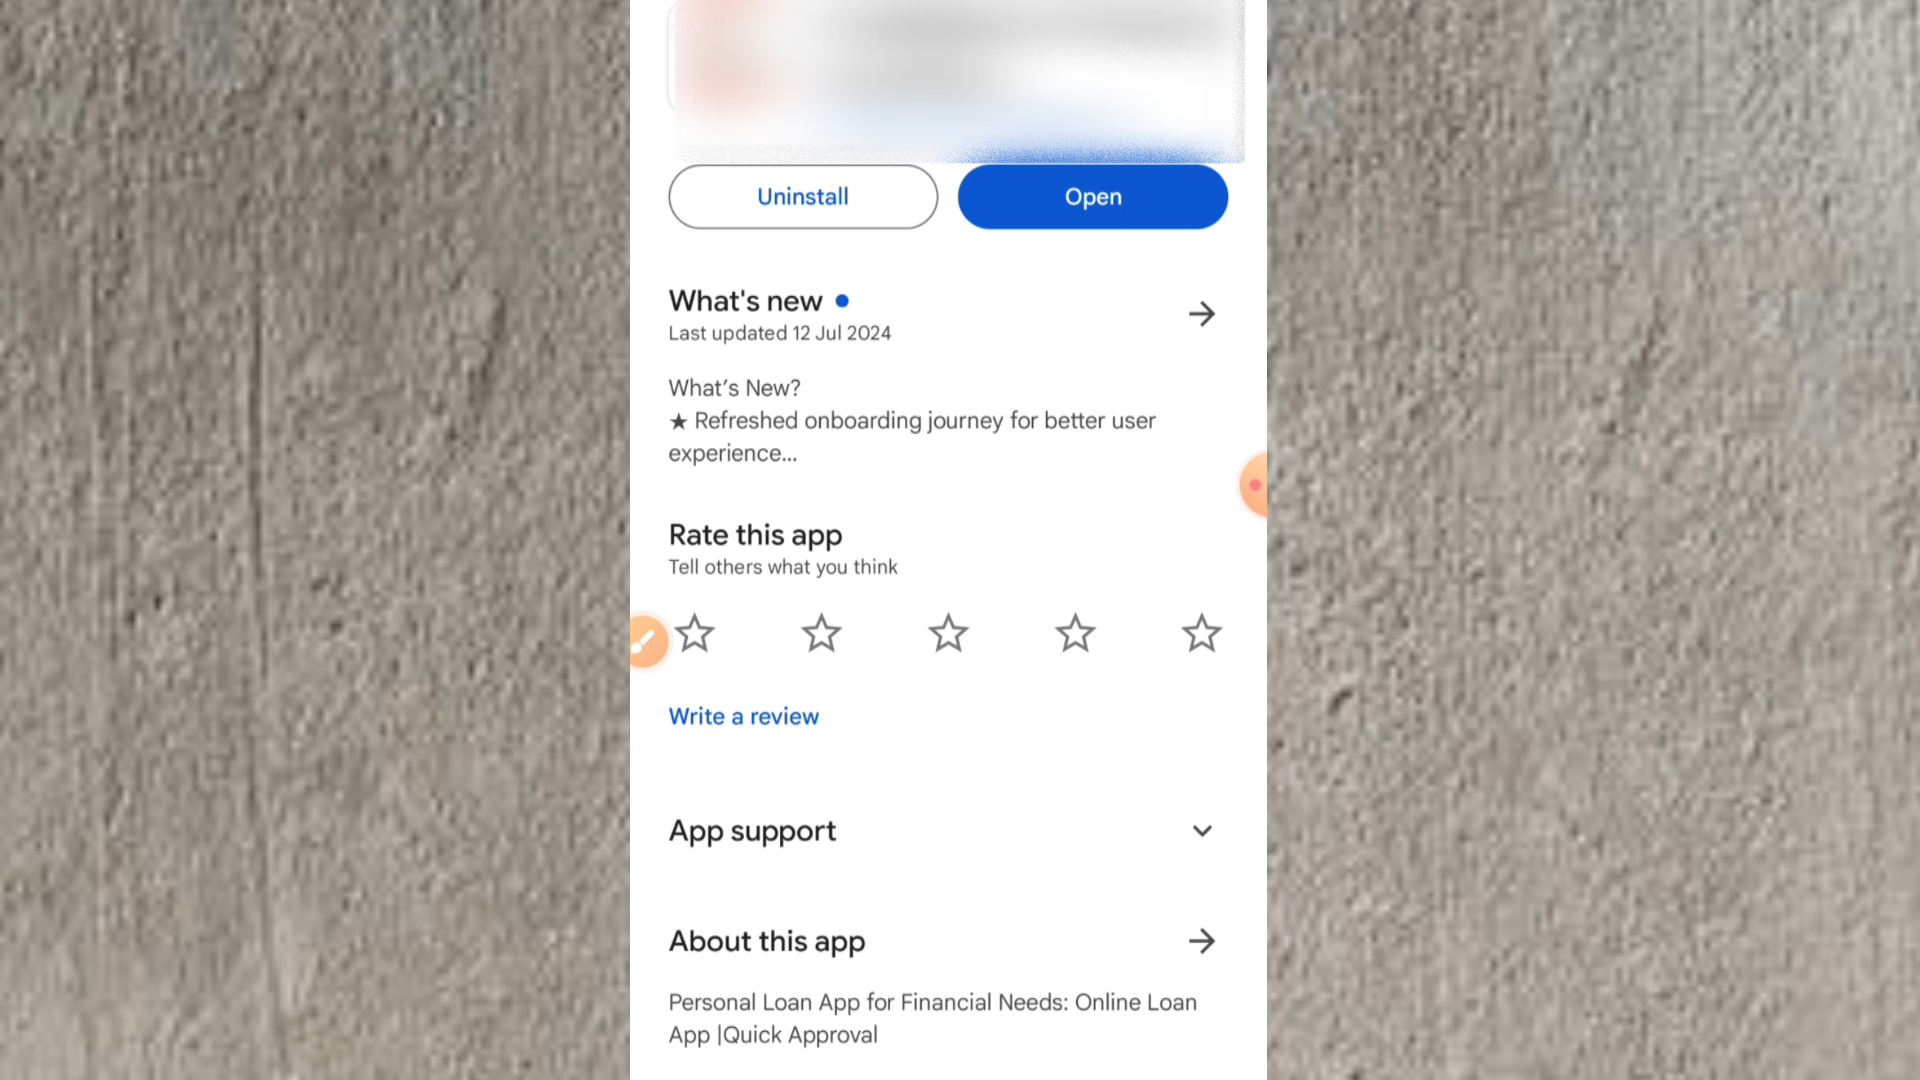 Uninstall
Open
What's new
Last updated 12 Jul 2024
What's New?
★ Refreshed onboarding journey for better user
experience...
Rate this app
Tell others what you think
Write a review
App support
About this app
Personal Loan App for Financial Needs: Online Loan
App |Quick Approval